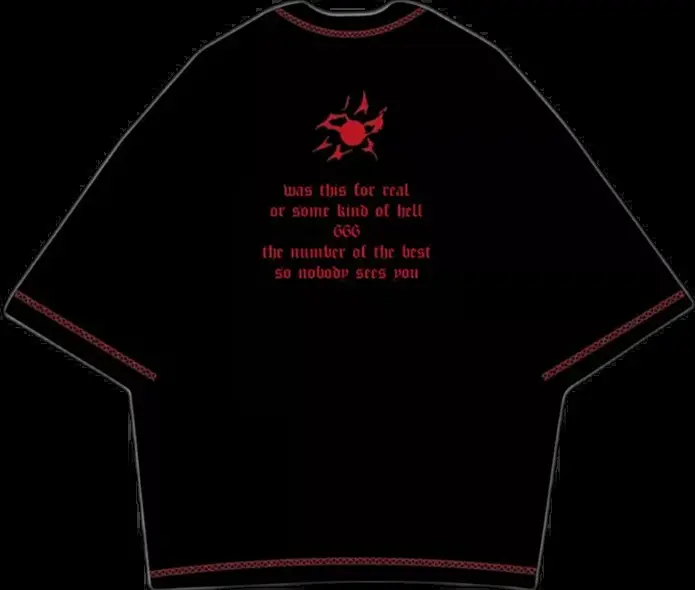 was this for real
or some kind of hell
666
the number of the best
so nobody sees you